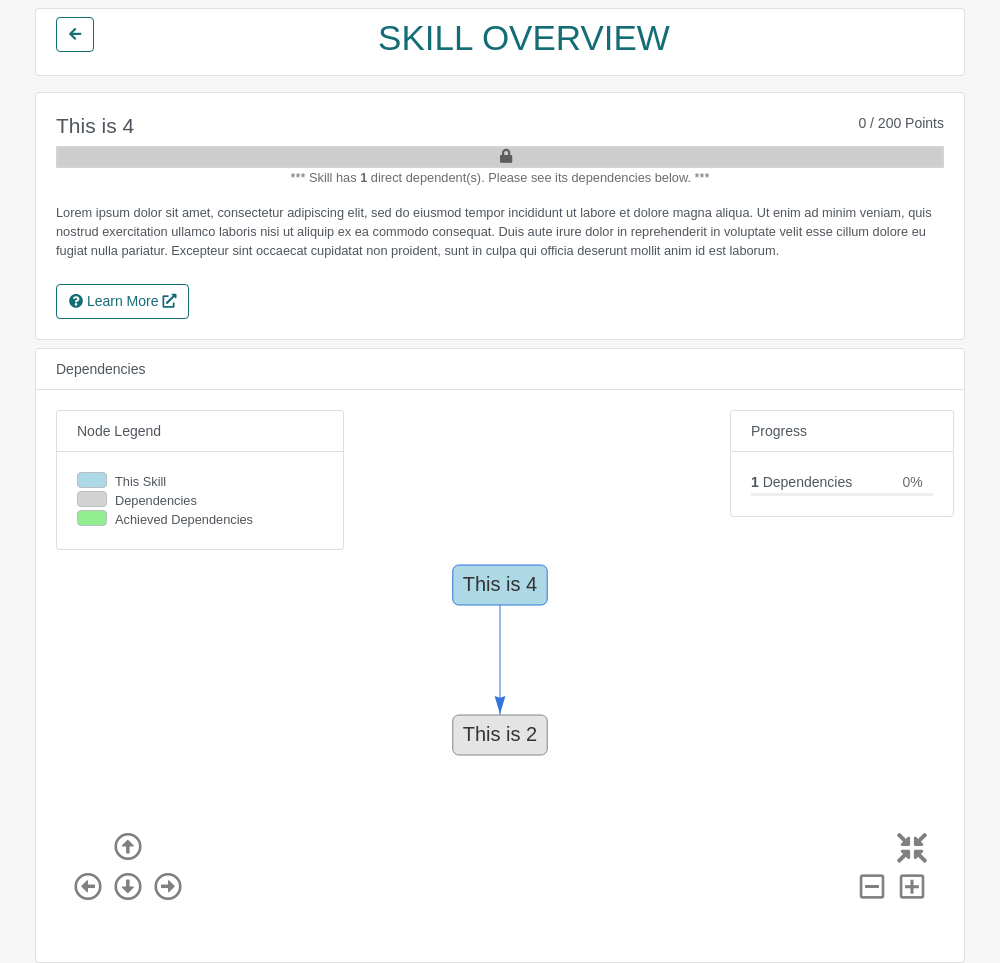 SKILL OVERVIEW
This is 4
0 / 200 Points
*** Skill has 1 direct dependent(s). Please see its dependencies below. ***
Lorem ipsum dolor sit amet, consectetur adipiscing elit, sed do eiusmod tempor incididunt ut labore et dolore magna aliqua. Ut enim ad minim veniam, quis
nostrud exercitation ullamco laboris nisi ut aliquip ex ea commodo consequat. Duis aute irure dolor in reprehenderit in voluptate velit esse cillum dolore eu
fugiat nulla pariatur. Excepteur sint occaecat cupidatat non proident, sunt in culpa qui officia deserunt mollit anim id est laborum.
Learn More
Dependencies
Node Legend
This Skill
Dependencies
Achieved Dependencies
Progress
1 Dependencies 0%
This is 4
This is 2